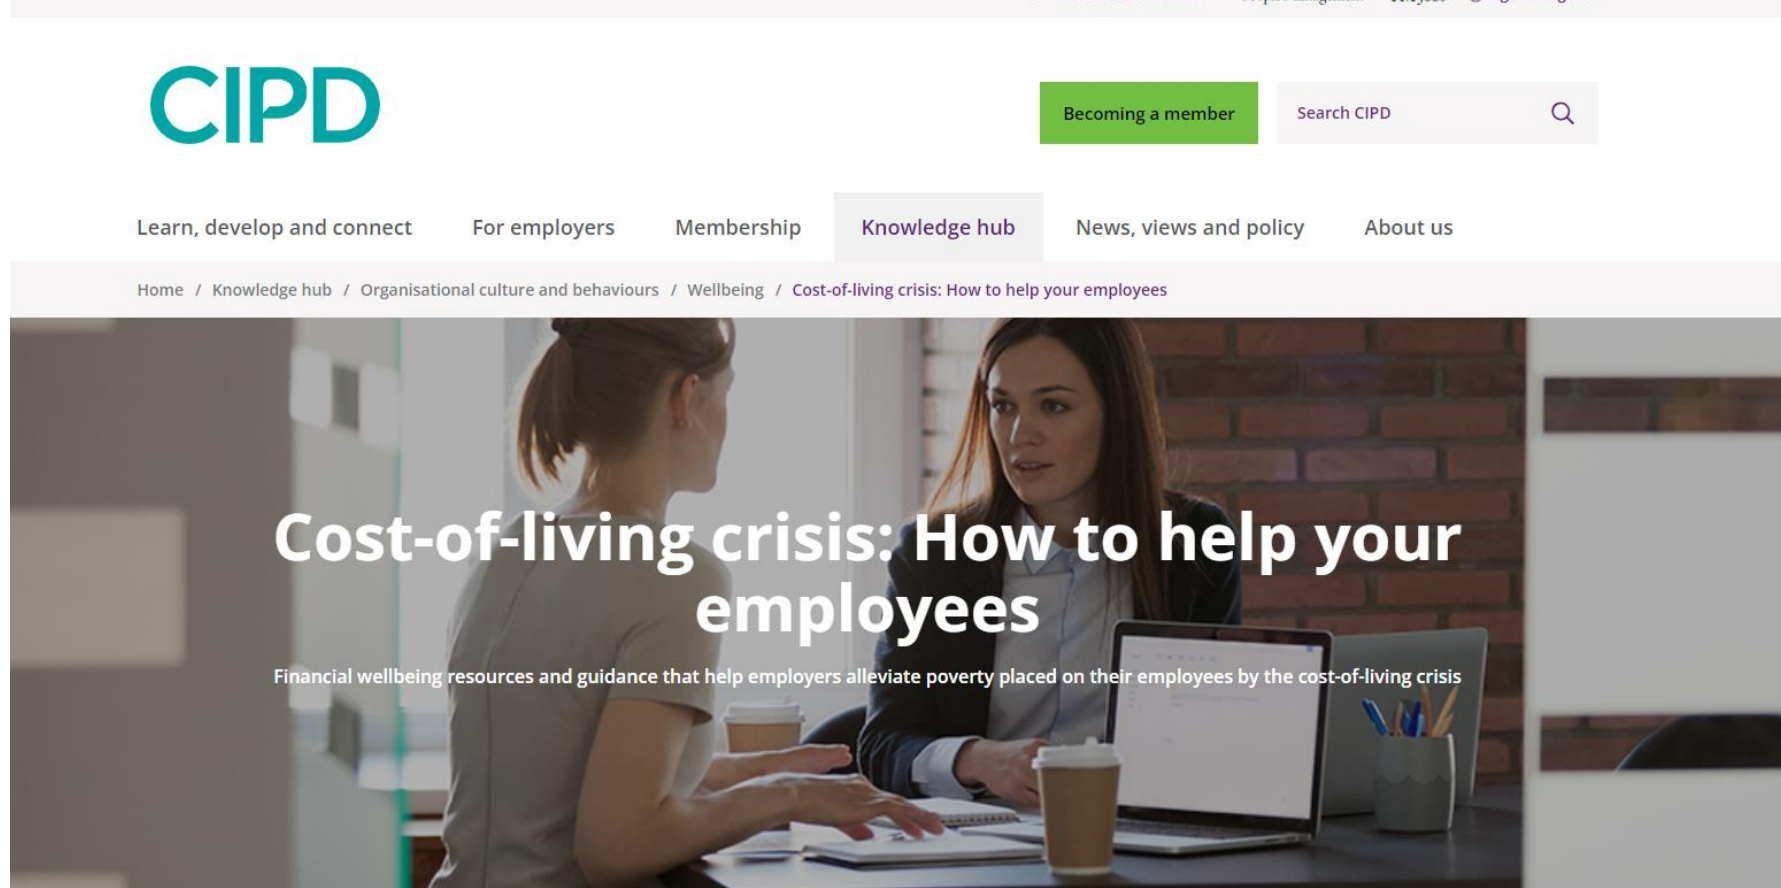 CIPD
Becoming a member
Search CIPD
Learn, develop and connect
For employers
Membership
Knowledge hub
News, views and policy
About us
Home / Knowledge hub / Organisational culture and behaviours / Wellbeing / Cost-of-living crisis: How to help your employees
Cost-of-living crisis: How to help your
employees
Financial wellbeing resources and guidance that help employers alleviate poverty placed on their employees by the cost-of-living crisis